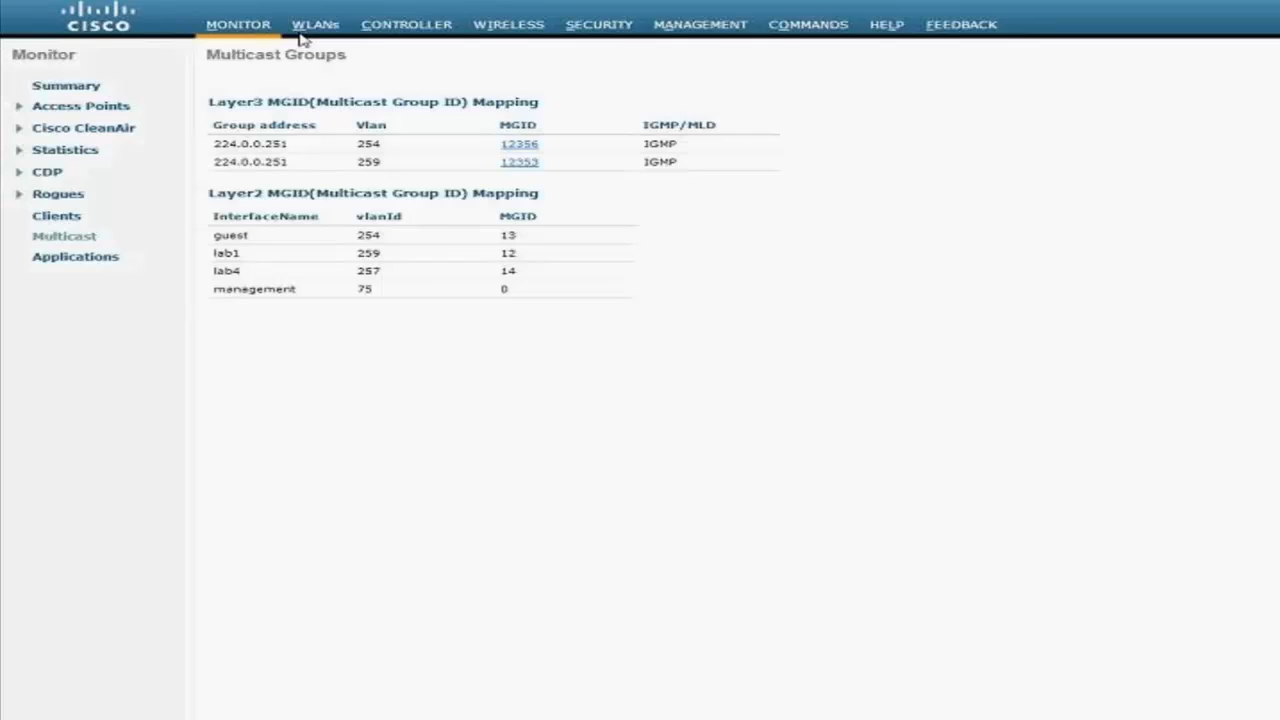 CISCO
MONITOR WLANs CONTROLLER WIRELESS SECURITY MANAGEMENT COMMANDS HELP FEEDBACK
Monitor
Summary
Access Points
Cisco CleanAir
Statistics
CDP
Rogues
Clients
Multicast
Applications
Multicast Groups
Layer3 MGID(Multicast Group ID) Mapping
Group address Vlan MGID IGMP/MLD
224.0.0.251 254 12356 IGMP
224.0.0.251 259 12353 IGMP
Layer2 MGID(Multicast Group ID) Mapping
InterfaceName vlanId MGID
guest 254 13
lab1 259 12
lab4 257 14
management 75 0